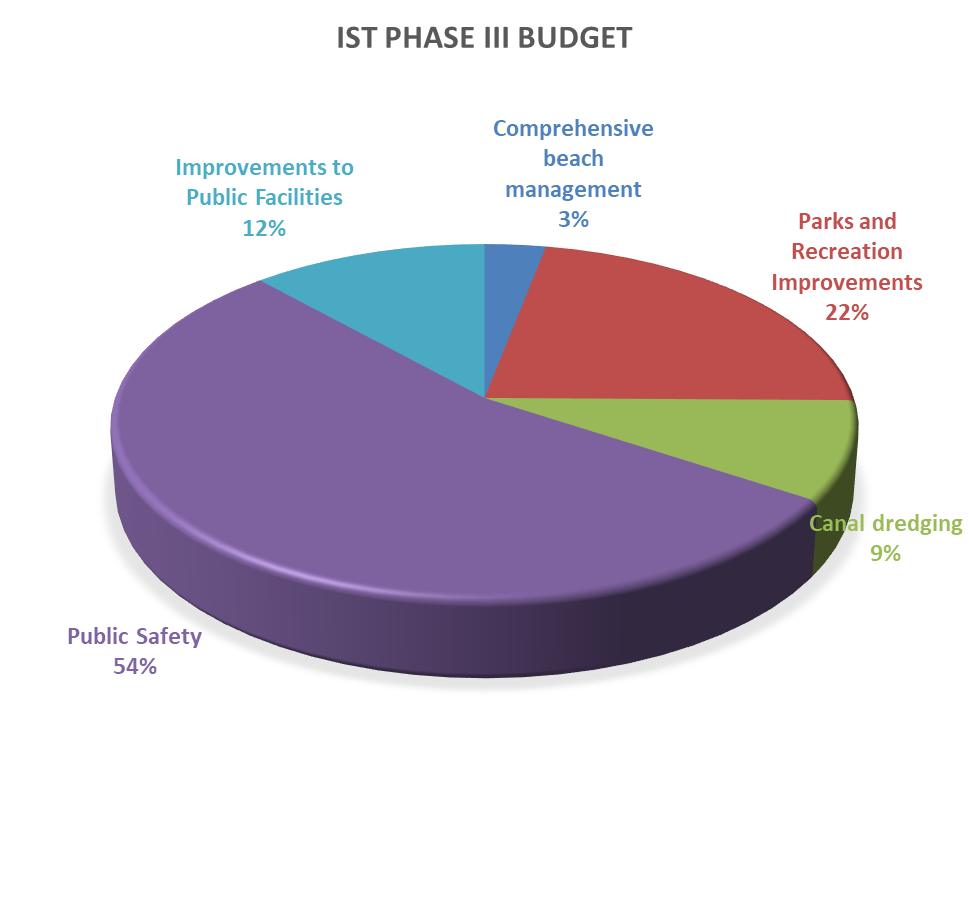 IST PHASE III BUDGET
Comprehensive
beach
management
3%
Improvements to
Public Facilities
12%
Parks and
Recreation
Improvements
22%
Canal dredging
9%
Public Safety
54%